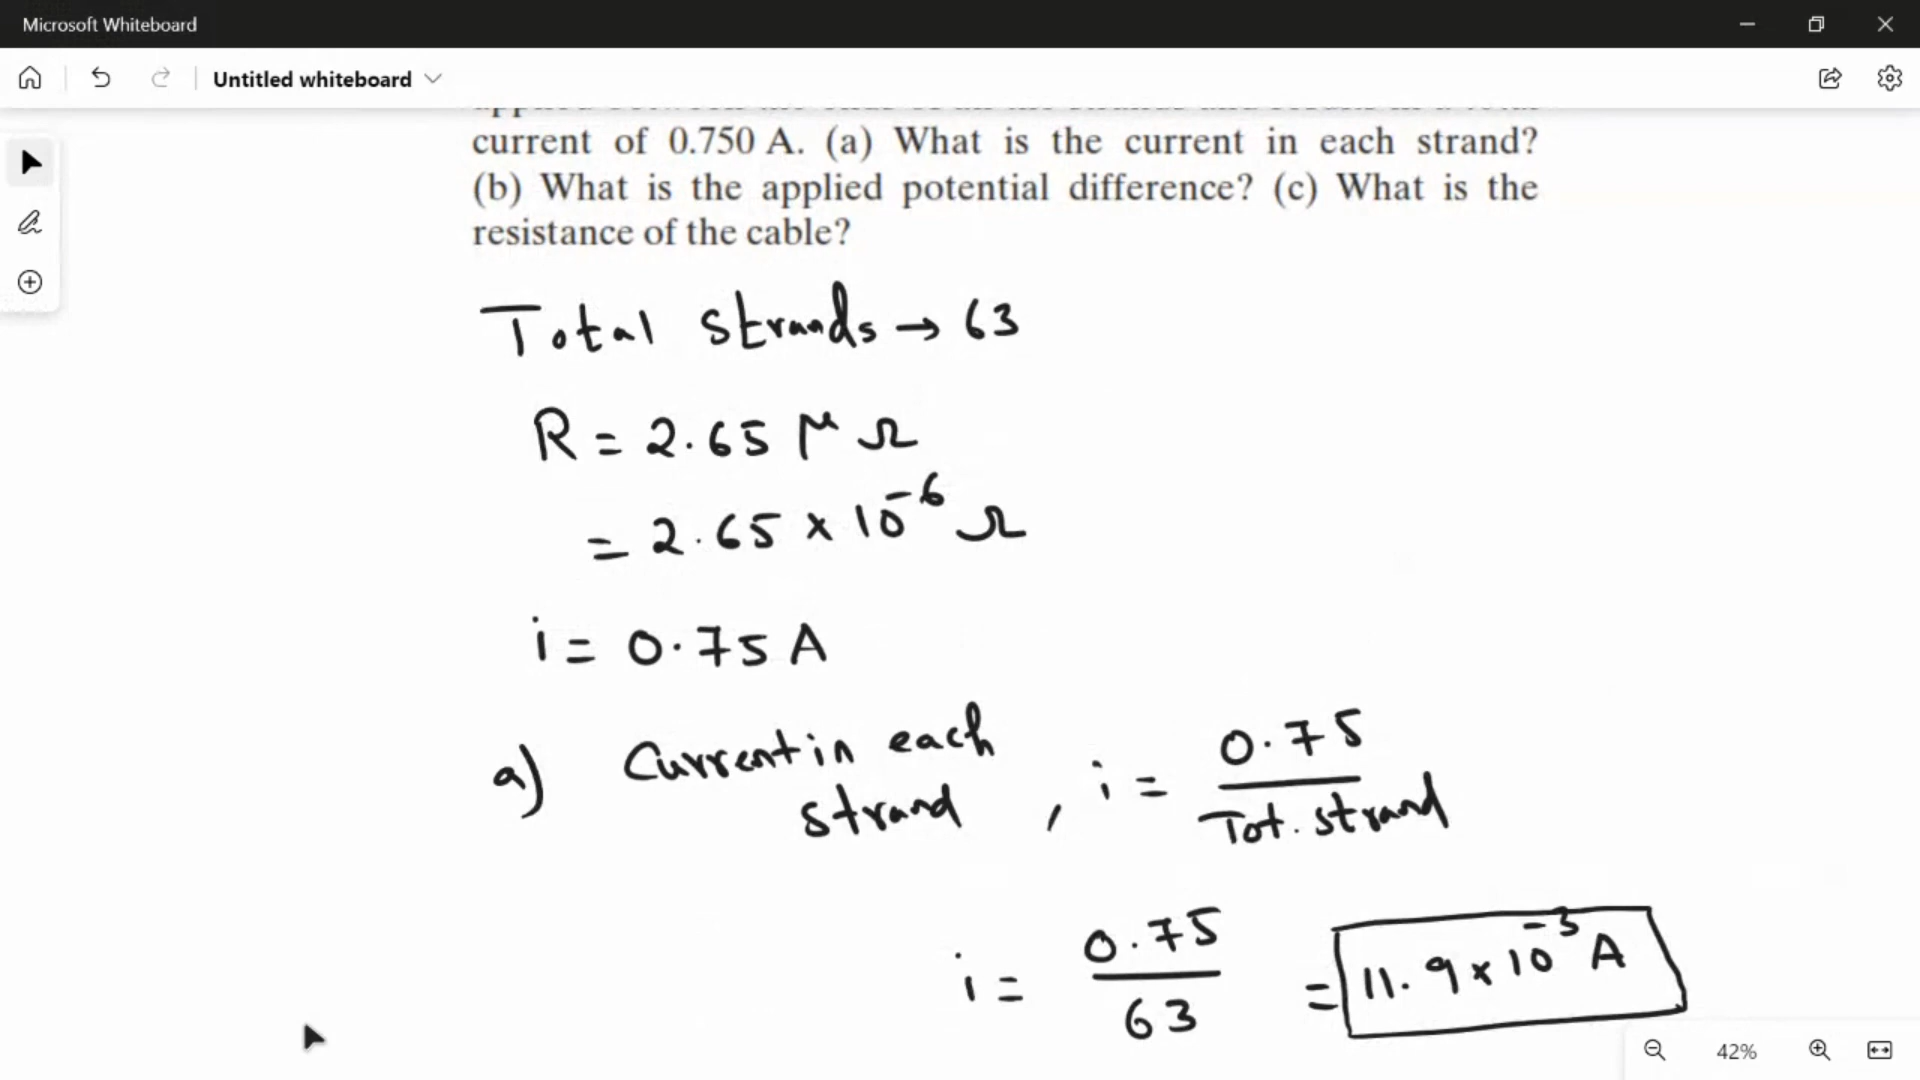 Microsoft Whiteboard
Untitled whiteboard
current of 0.750 A. (a) What is the current in each strand?
(b) What is the applied potential difference? (c) What is the
resistance of the cable?
Total strands → 63
R = 2.65 μ Ω
= 2.65 × 10⁻⁶ Ω
i = 0.75 A
a) Current in each strand , i = 0.75 / Tot. strand
i = 0.75 / 63 = 11.9 × 10⁻³ A
42%